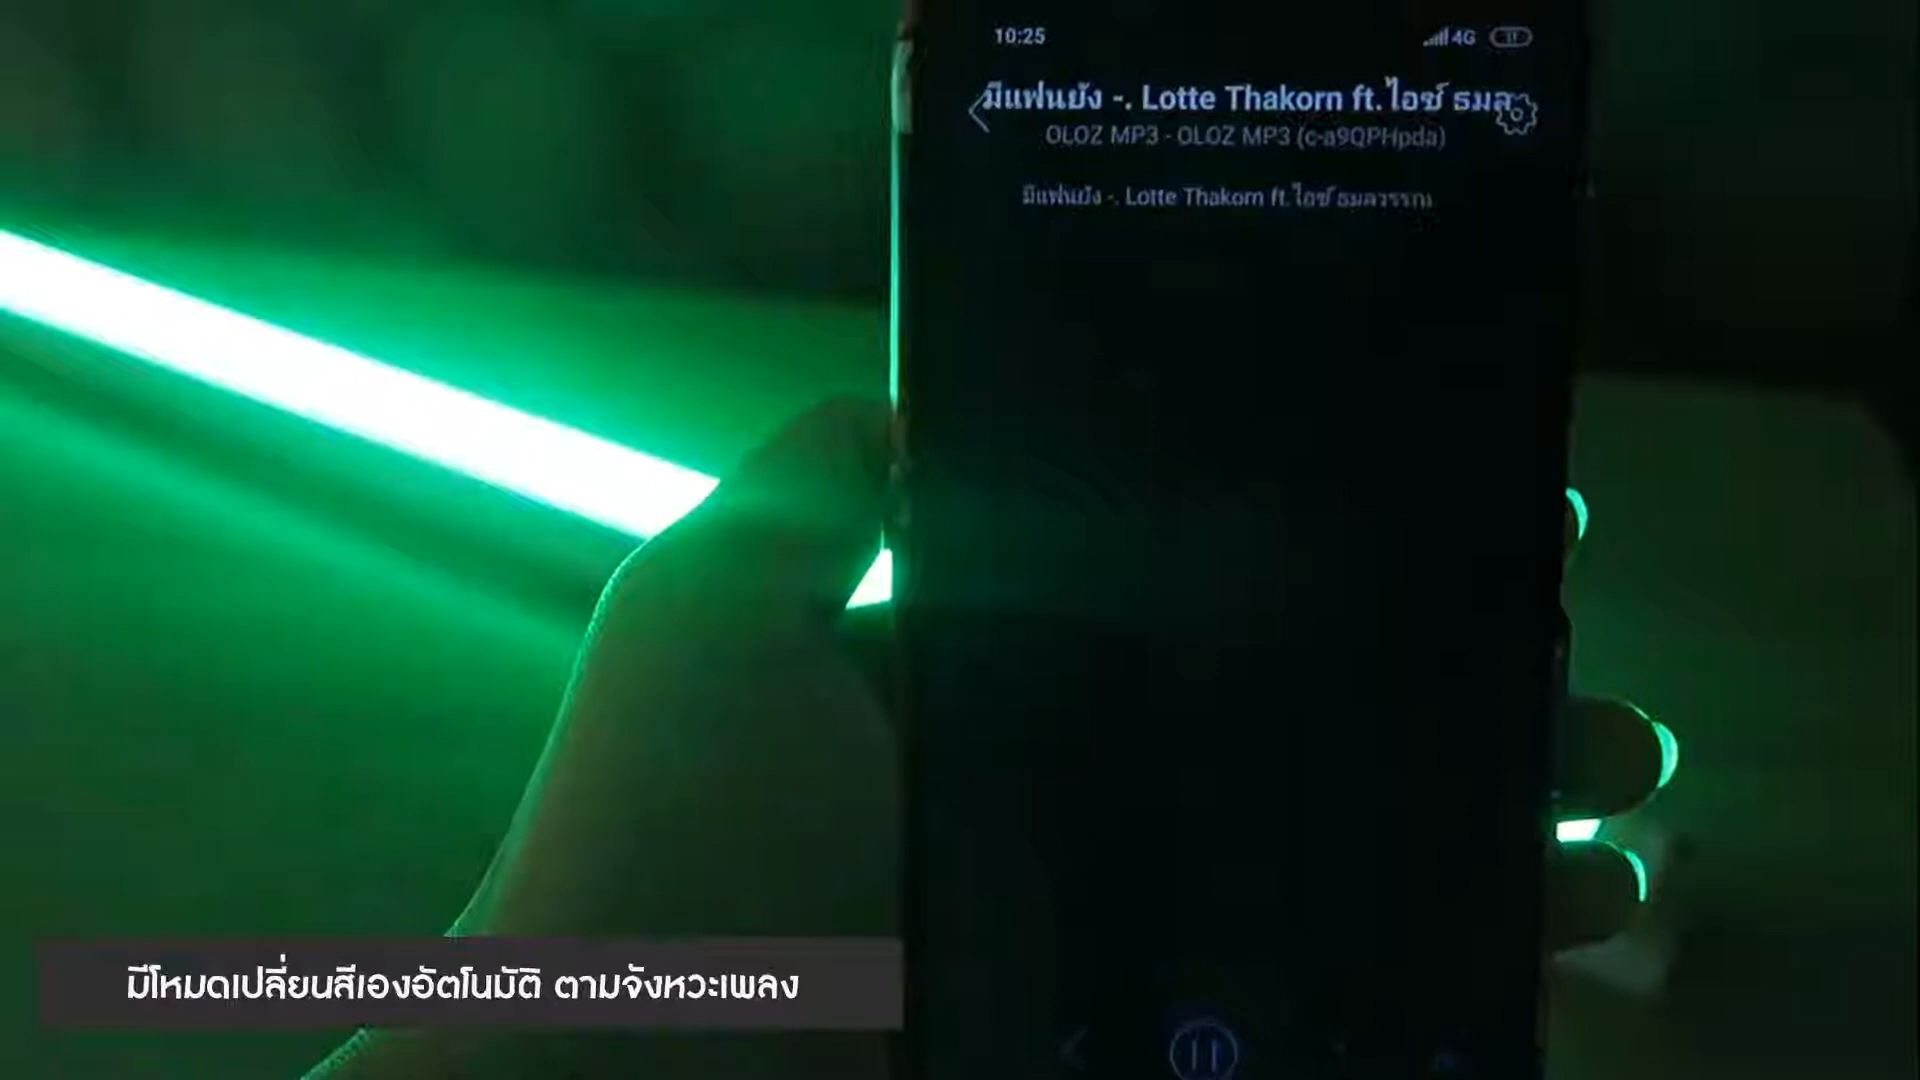 10:25
4G
มีแฟนยัง -. Lotte Thakorn ft.ไอซ์ ธมล
OLOZ MP3 - OLOZ MP3 (c-a9QPHpda)
มีแฟนยัง -. Lotte Thakorn ft.ไอซ์ ธมลวรรณ
มีโหมดเปลี่ยนสีเองอัตโนมัติ ตามจังหวะเพลง